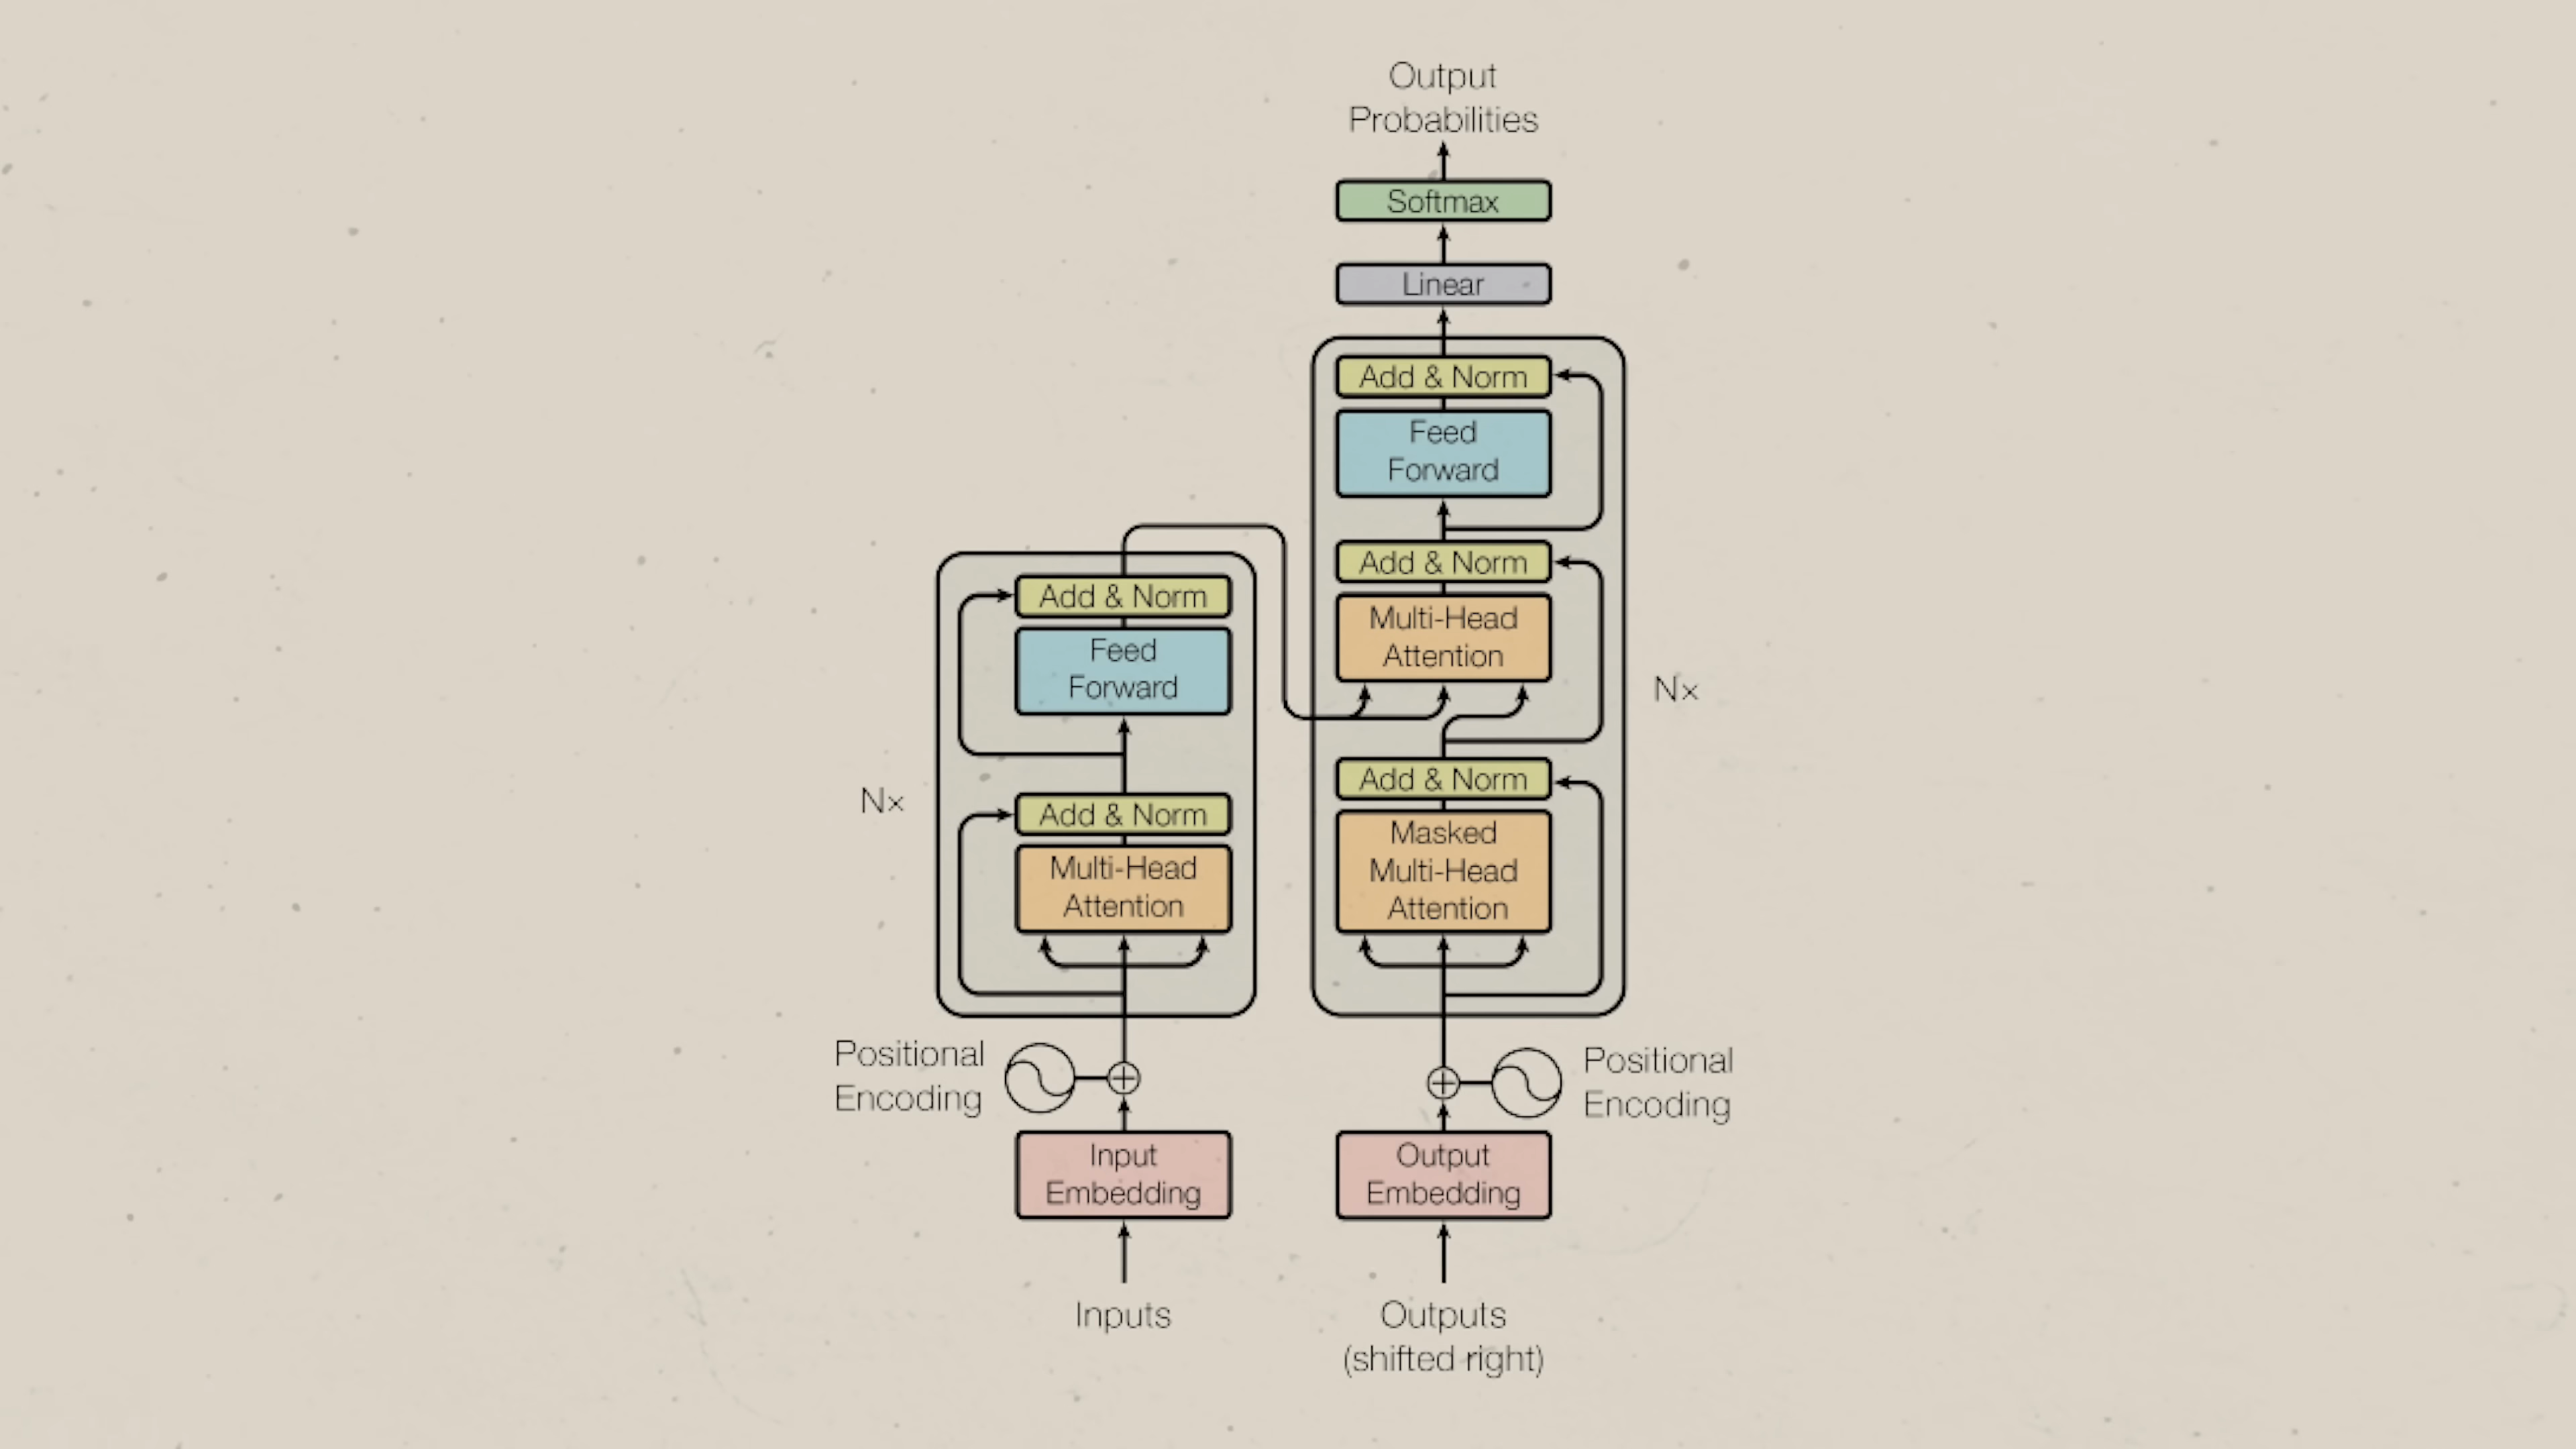 Output
Probabilities
Softmax
Linear
Add & Norm
Feed
Forward
Add & Norm
Multi-Head
Attention
Nx
Add & Norm
Masked
Multi-Head
Attention
Positional
Encoding
Output
Embedding
Outputs
(shifted right)
Add & Norm
Feed
Forward
Nx
Add & Norm
Multi-Head
Attention
Positional
Encoding
Input
Embedding
Inputs